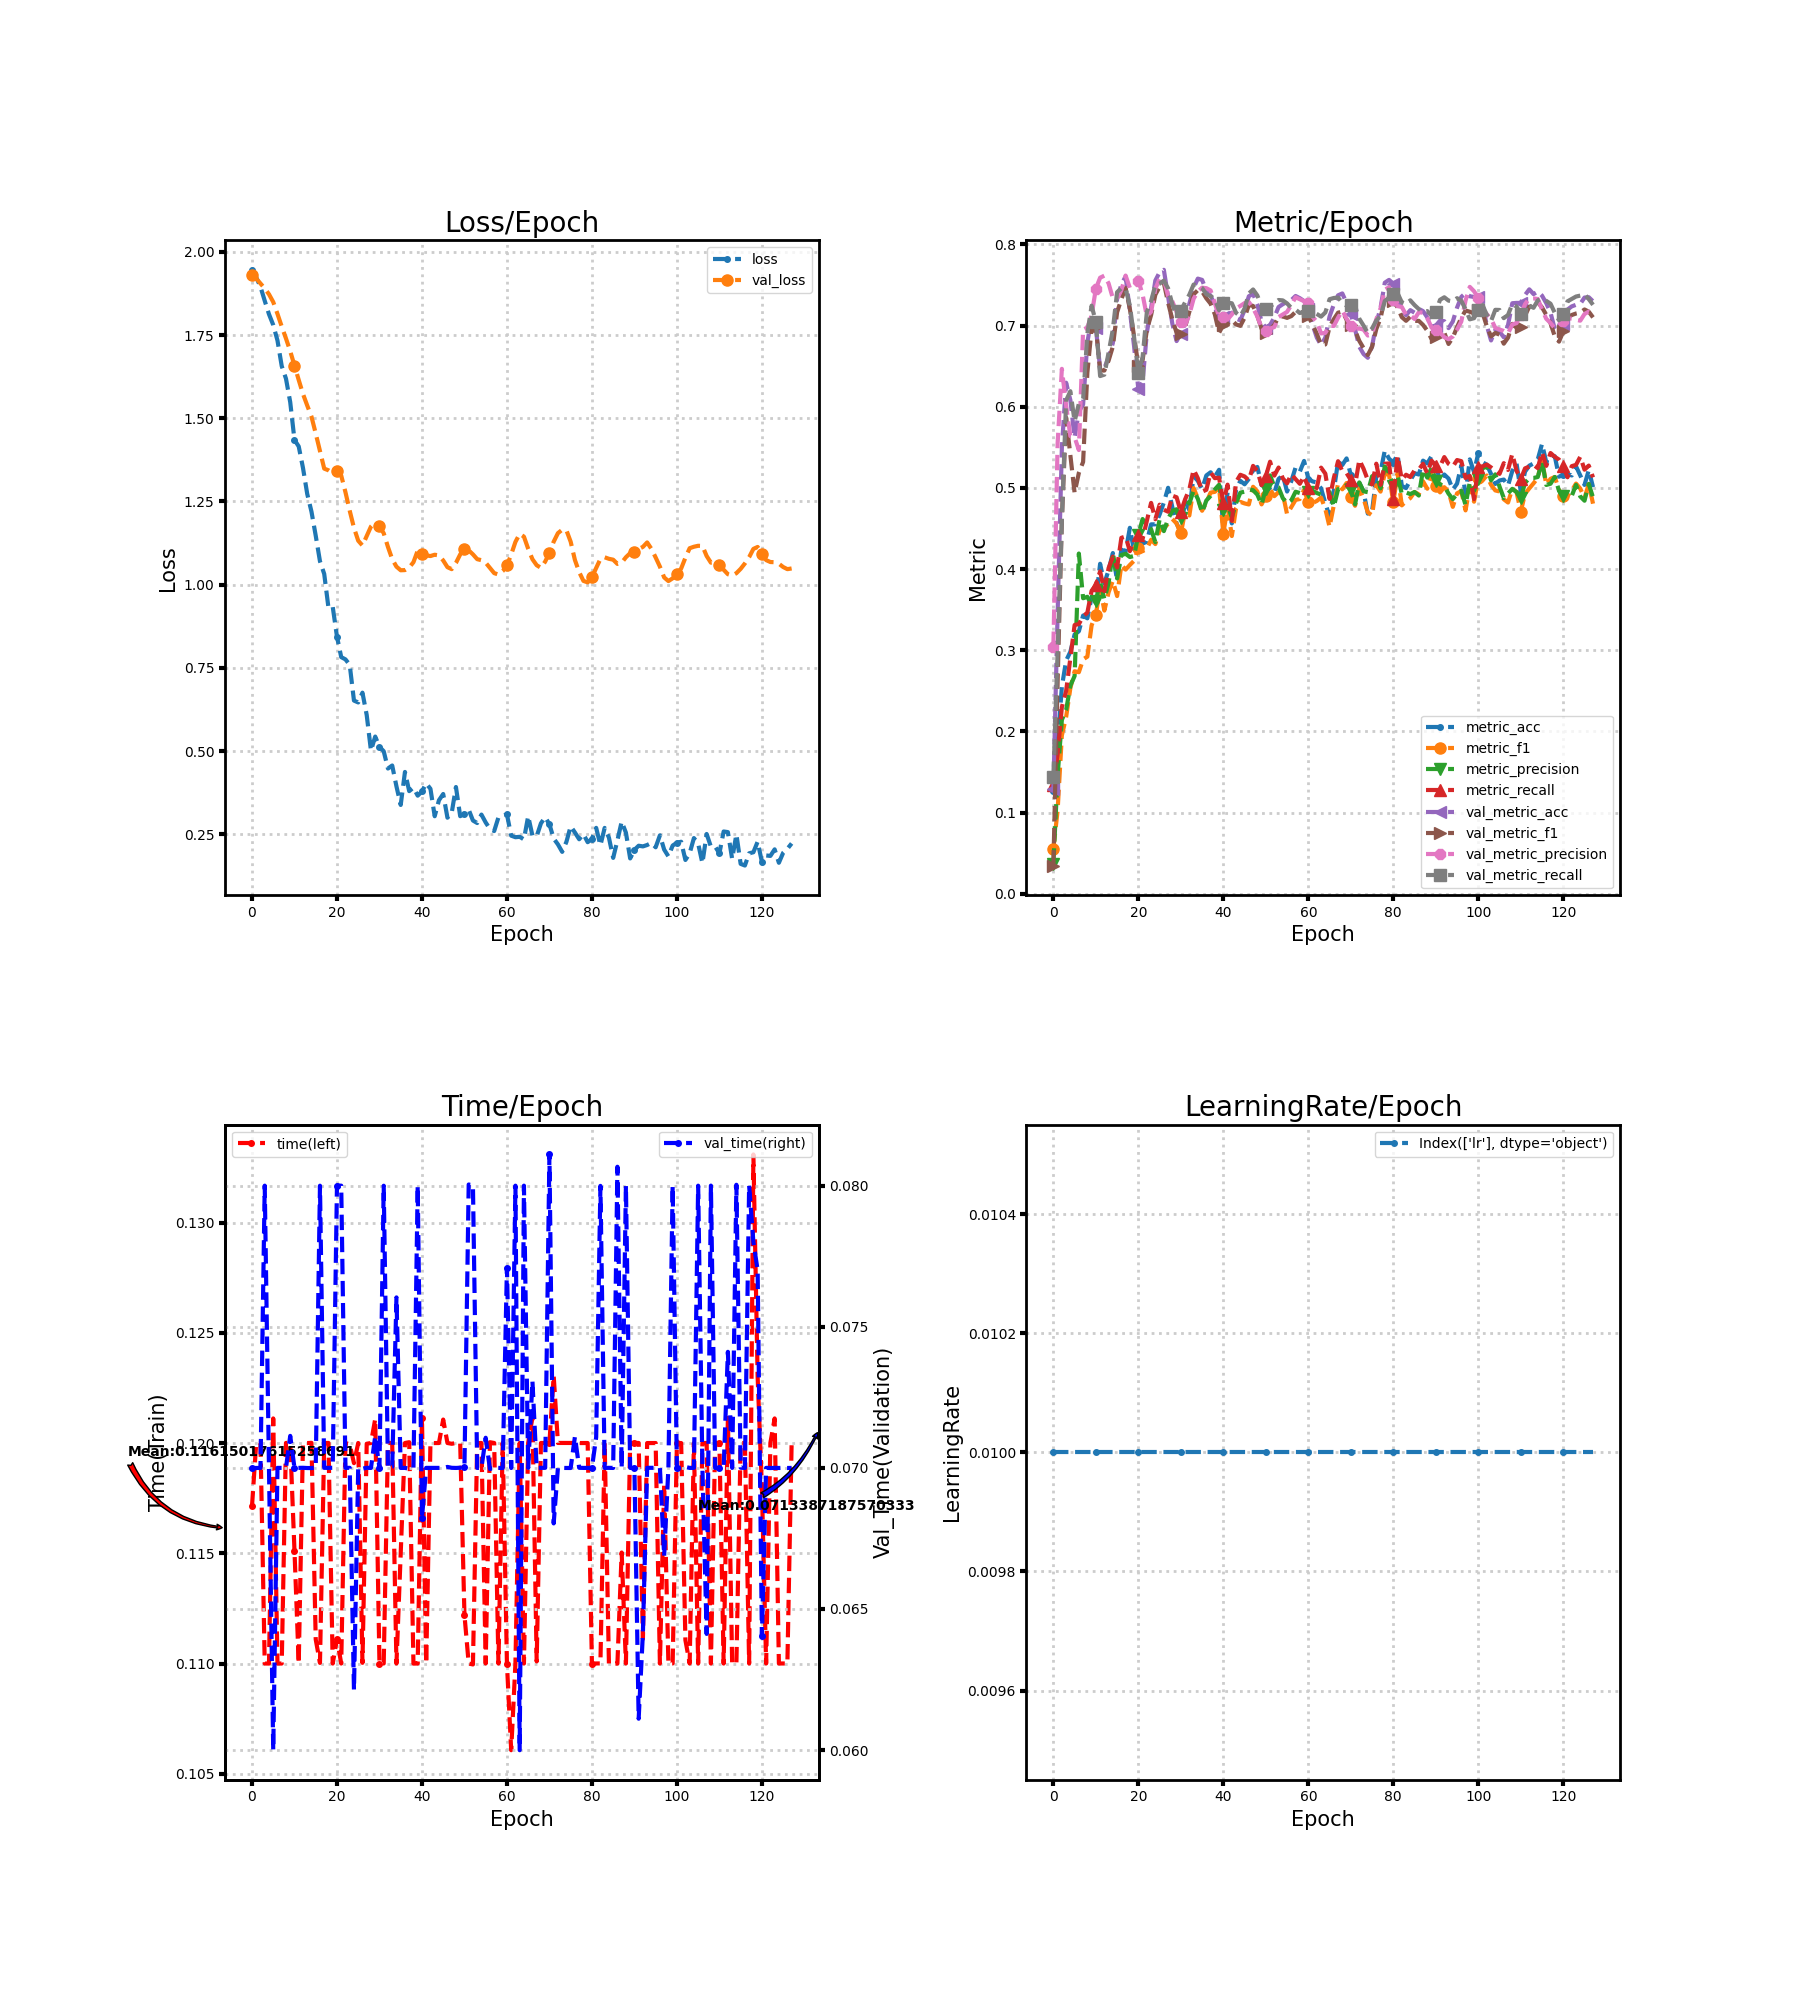 Loss/Epoch
2.00
1.75
1.50
1.25
1.00
0.75
0.50
0.25
Loss
loss
val_loss
0 20 40 60 80 100 120
Epoch
Metric/Epoch
0.8
0.7
0.6
0.5
0.4
0.3
0.2
0.1
0.0
Metric
metric_acc
metric_f1
metric_precision
metric_recall
val_metric_acc
val_metric_f1
val_metric_precision
val_metric_recall
0 20 40 60 80 100 120
Epoch
Time/Epoch
time(left)
val_time(right)
0.130
0.125
0.120
0.115
0.110
0.105
Time(Train)
0.080
0.075
0.070
0.065
0.060
Val_Time(Validation)
Mean:0.0713387187570333
0 20 40 60 80 100 120
Epoch
LearningRate/Epoch
Index(['lr'], dtype='object')
0.0104
0.0102
0.0100
0.0098
0.0096
LearningRate
0 20 40 60 80 100 120
Epoch